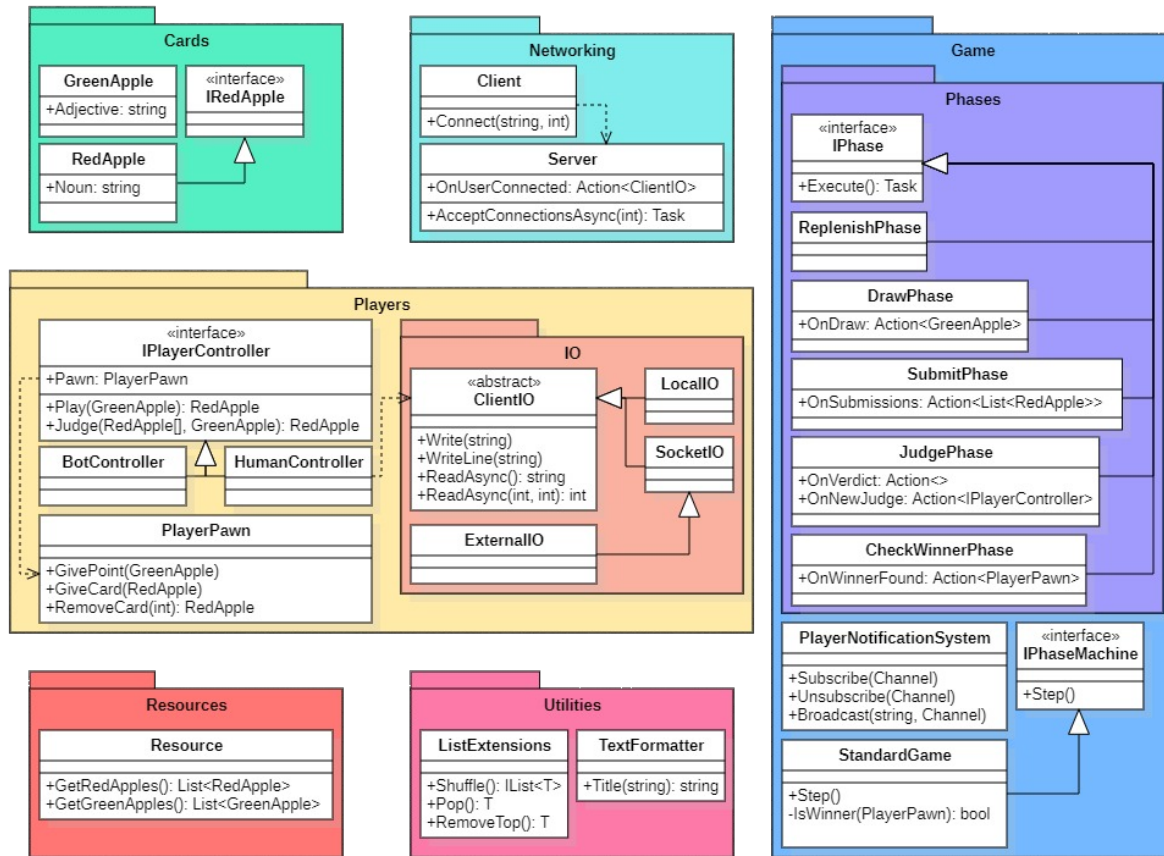 Cards
GreenApple
+Adjective: string
«interface»
IRedApple
RedApple
+Noun: string
Networking
Client
+Connect(string, int)
Server
+OnUserConnected: Action<ClientIO>
+AcceptConnectionsAsync(int): Task
Game
Phases
«interface»
IPhase
+Execute(): Task
ReplenishPhase
DrawPhase
+OnDraw: Action<GreenApple>
SubmitPhase
+OnSubmissions: Action<List<RedApple>>
JudgePhase
+OnVerdict: Action<>
+OnNewJudge: Action<IPlayerController>
CheckWinnerPhase
+OnWinnerFound: Action<PlayerPawn>
PlayerNotificationSystem
+Subscribe(Channel)
+Unsubscribe(Channel)
+Broadcast(string, Channel)
«interface»
IPhaseMachine
+Step()
StandardGame
+Step()
-IsWinner(PlayerPawn): bool
Players
«interface»
IPlayerController
+Pawn: PlayerPawn
+Play(GreenApple): RedApple
+Judge(RedApple[], GreenApple): RedApple
BotController
HumanController
PlayerPawn
+GivePoint(GreenApple)
+GiveCard(RedApple)
+RemoveCard(int): RedApple
IO
«abstract»
ClientIO
+Write(string)
+WriteLine(string)
+ReadAsync(): string
+ReadAsync(int, int): int
LocalIO
SocketIO
ExternalIO
Resources
Resource
+GetRedApples(): List<RedApple>
+GetGreenApples(): List<GreenApple>
Utilities
ListExtensions
+Shuffle(): IList<T>
+Pop(): T
+RemoveTop(): T
TextFormatter
+Title(string): string